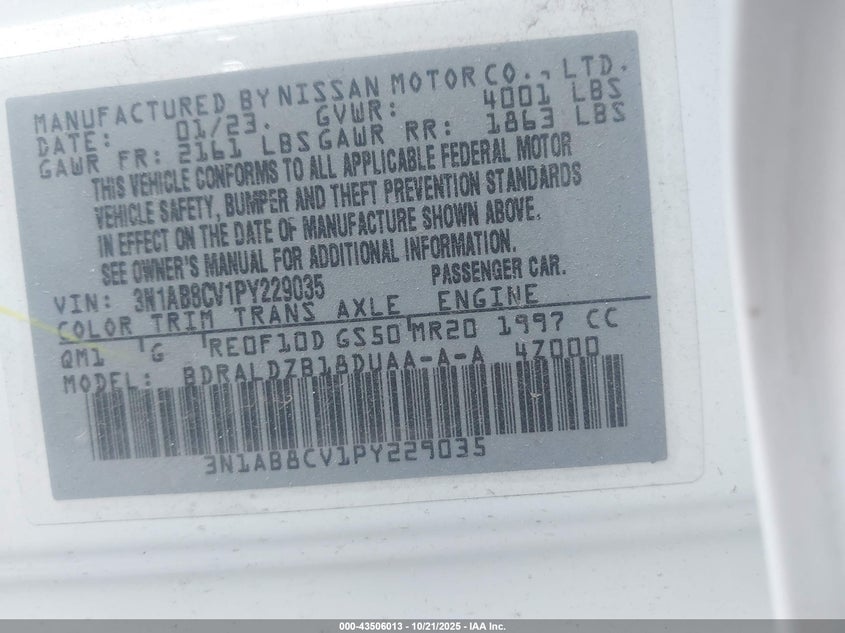 MANUFACTURED BY NISSAN MOTOR CO., LTD.
DATE: 01/23. GVWR: 4001 LBS
GAWR FR: 2161 LBS GAWR RR: 1863 LBS
THIS VEHICLE CONFORMS TO ALL APPLICABLE FEDERAL MOTOR
VEHICLE SAFETY, BUMPER AND THEFT PREVENTION STANDARDS
IN EFFECT ON THE DATE OF MANUFACTURE SHOWN ABOVE.
SEE OWNER'S MANUAL FOR ADDITIONAL INFORMATION.
VIN: 3N1AB8CV1PY229035 PASSENGER CAR.
COLOR TRIM TRANS AXLE ENGINE
QM1 G RE0F10D GS50 MR20 1997 CC
MODEL: BDRALDZB18DUAA-A-A 47000
3N1AB8CV1PY229035
000-43506013 - 10/21/2025 - IAA Inc.